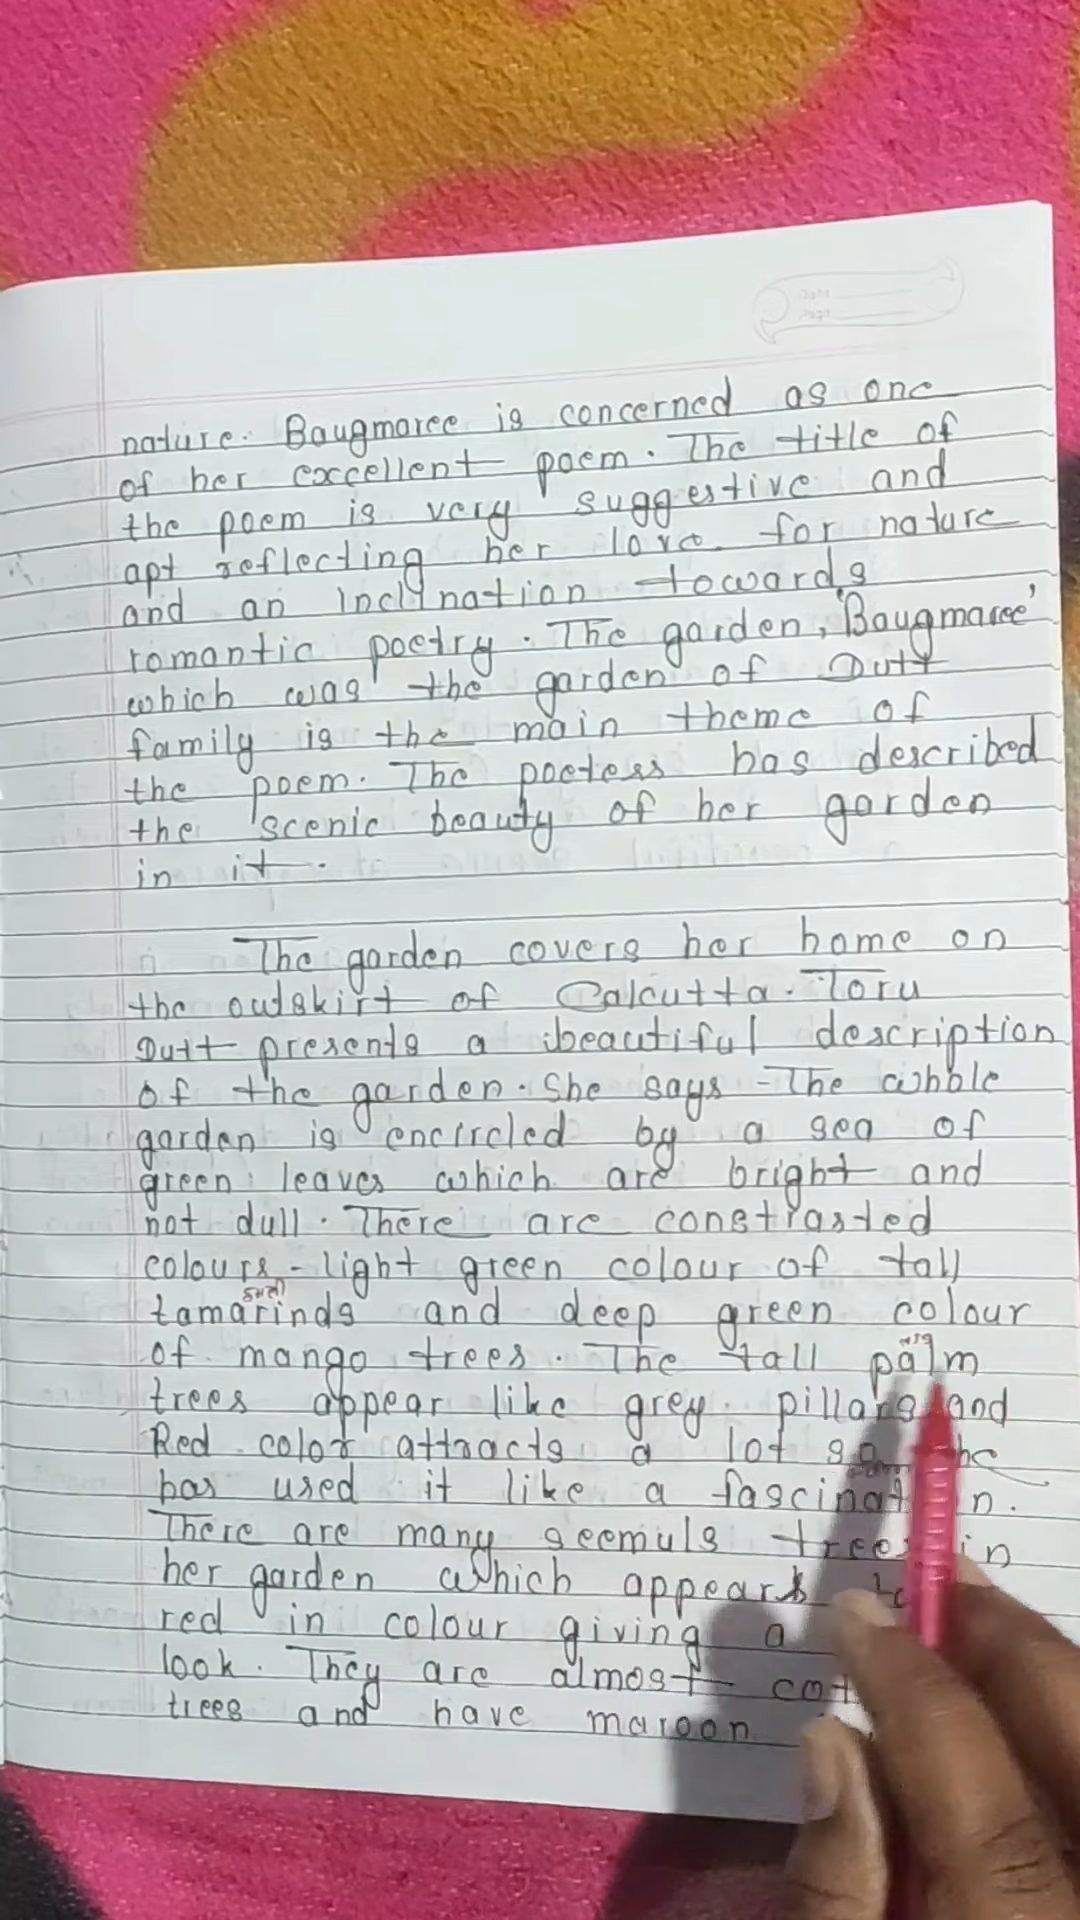 nature. Baugmaree is concerned as one
of her excellent poem. The title of
the poem is very suggestive and
apt reflecting her love for nature
and an inclination towards
romantic poetry. The garden, 'Baugmaree'
which was the garden of Dutt
family is the main theme of
the poem. The poetess has described
the scenic beauty of her garden
in it.
The garden covers her home on
the outskirt of Calcutta. Toru
Dutt presents a beautiful description
of the garden. She says - The whole
garden is encircled by a sea of
green leaves which are bright and
not dull. There are constrasted
colours - light green colour of tall
tamarinds and deep green colour
of mango trees. The tall palm
trees appear like grey pillars and
Red color attracts a lot so
has used it like a
There are many seemuls trees in
her garden which appears
red in colour giving a
look. They are almost
trees and have maroon